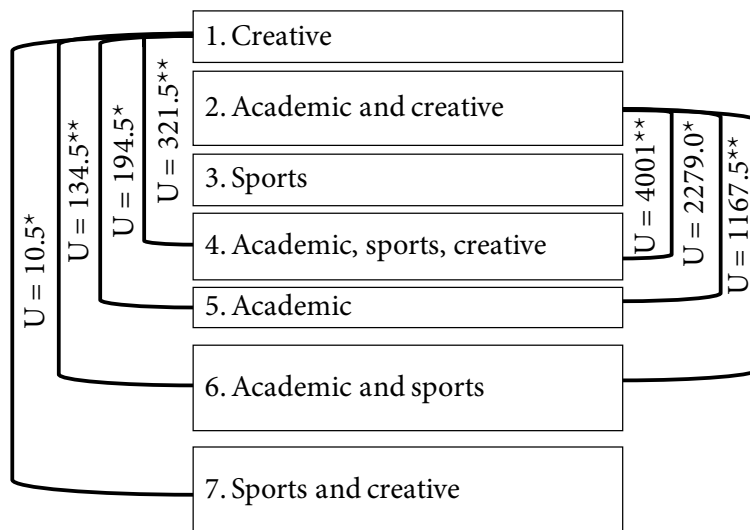 1. Creative
2. Academic and creative
3. Sports
4. Academic, sports, creative
5. Academic
6. Academic and sports
7. Sports and creative
U = 10.5*
U = 134.5**
U = 194.5*
U = 321.5**
U = 4001**
U = 2279.0*
U = 1167.5**